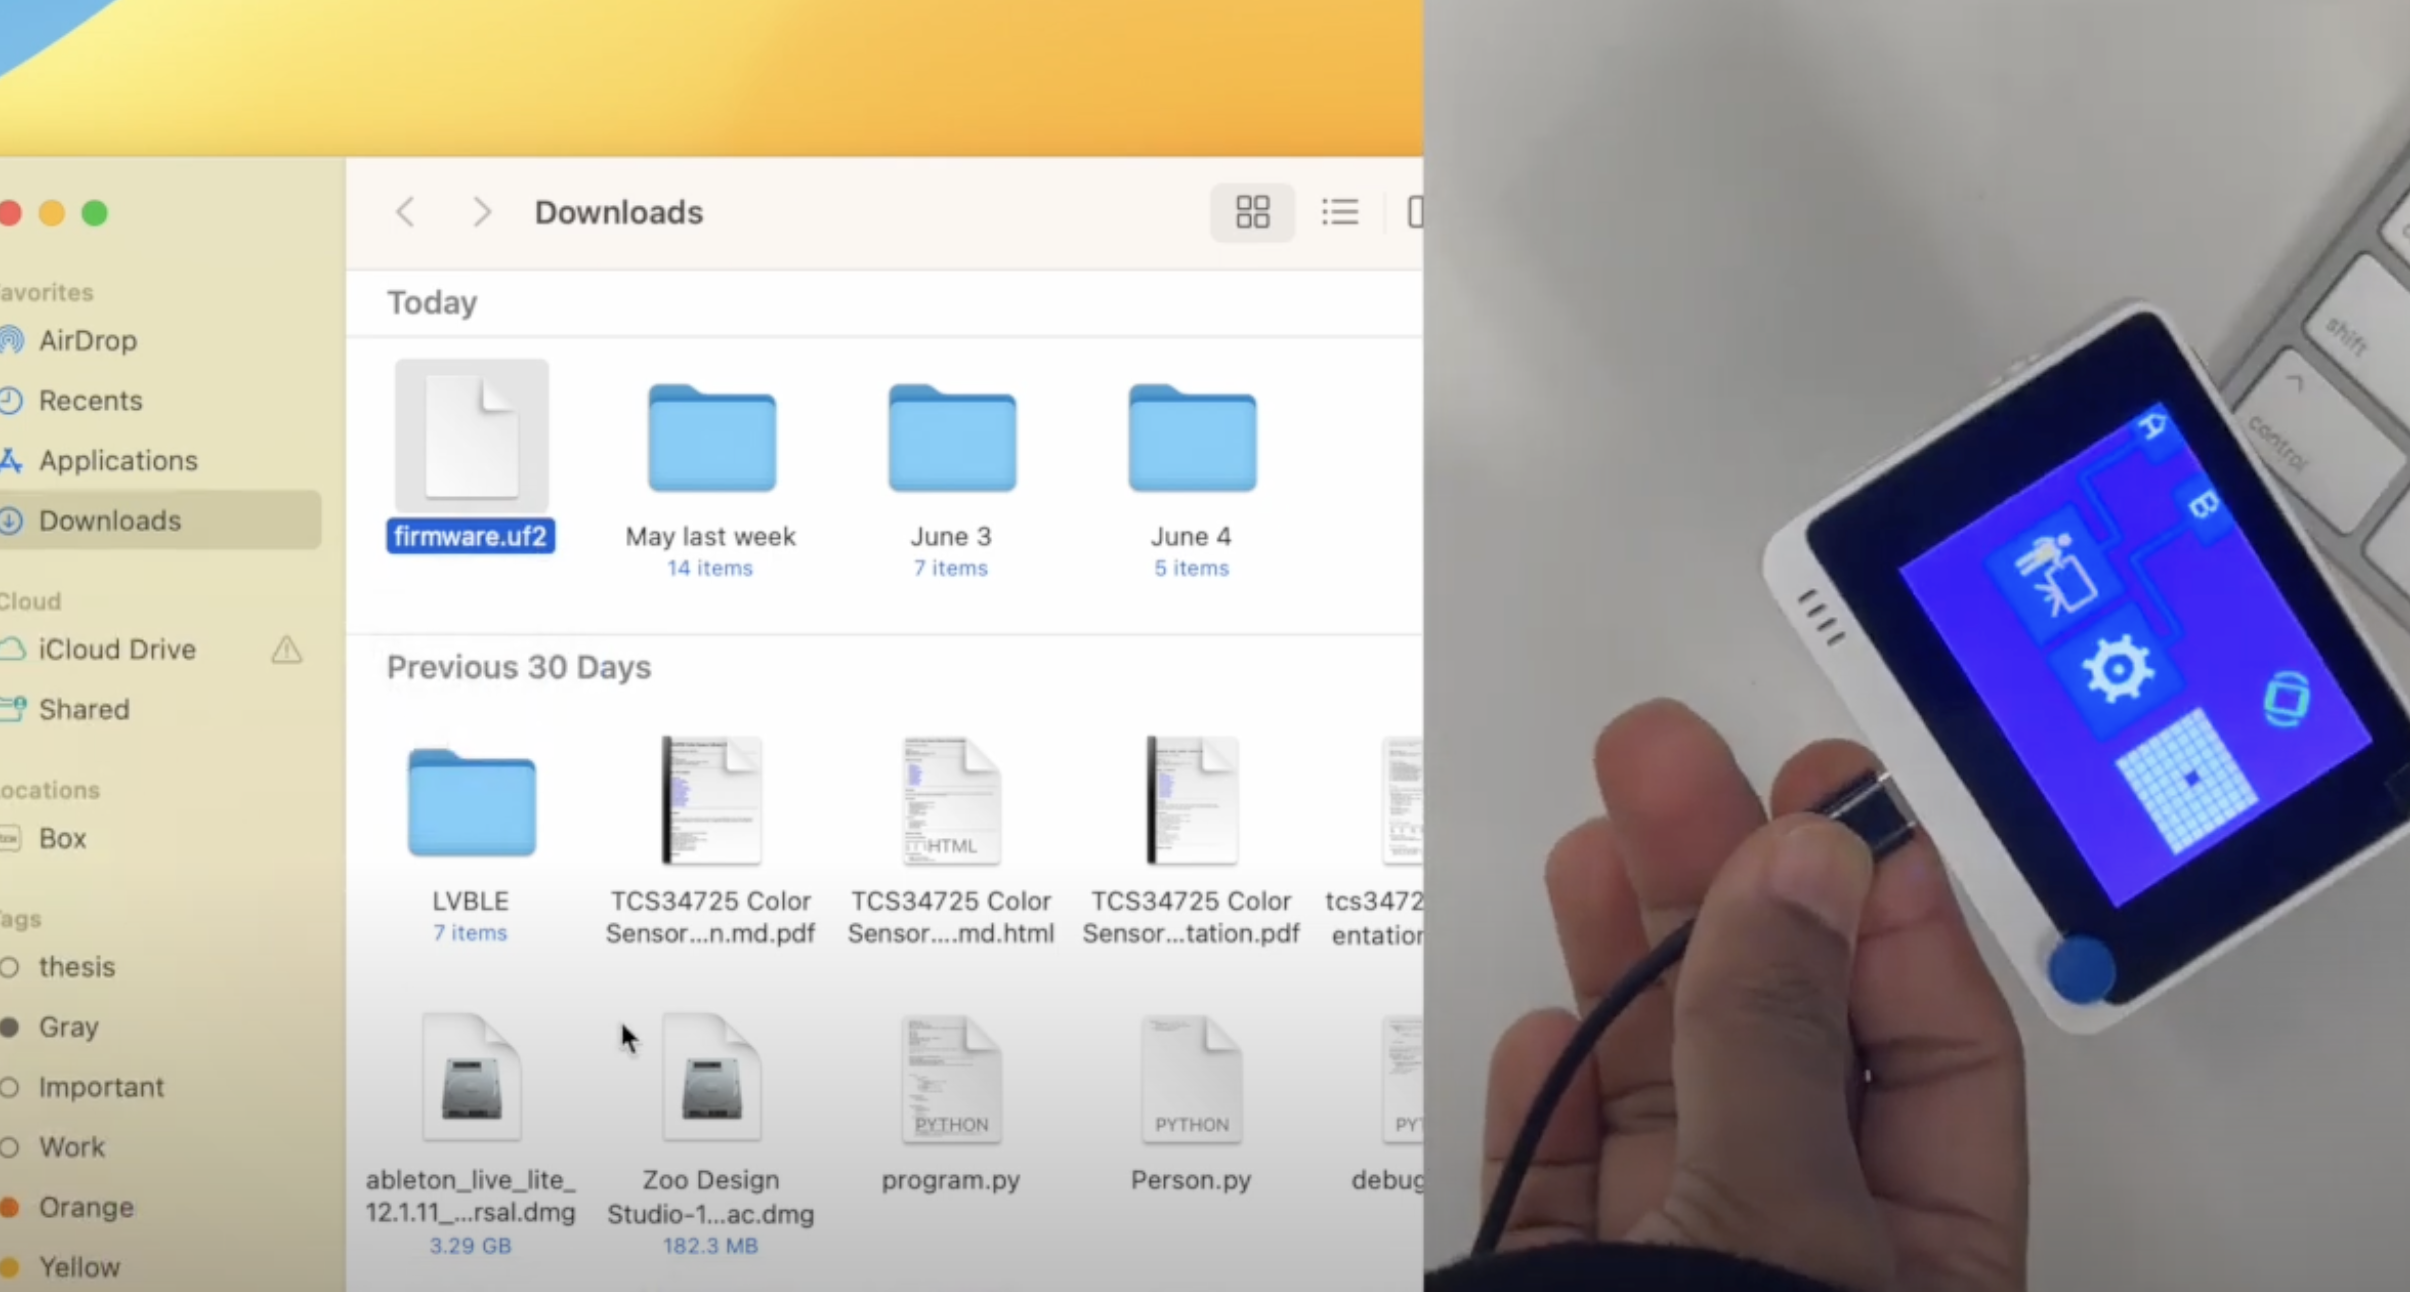 Downloads
avorites
AirDrop
Recents
Applications
Downloads
Cloud
iCloud Drive
Shared
ocations
Box
ags
thesis
Gray
Important
Work
Orange
Yellow
Today
firmware.uf2
May last week
14 items
June 3
7 items
June 4
5 items
Previous 30 Days
LVBLE
7 items
TCS34725 Color
Sensor...n.md.pdf
HTML
TCS34725 Color
Sensor....md.html
TCS34725 Color
Sensor...tation.pdf
tcs3472
entation
ableton_live_lite_
12.1.11_...rsal.dmg
3.29 GB
Zoo Design
Studio-1...ac.dmg
182.3 MB
PYTHON
program.py
PYTHON
Person.py
PY
debug
A
B
shift
control